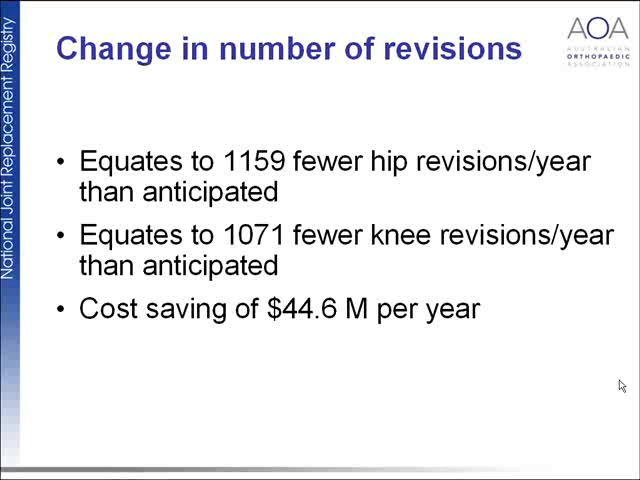 Change in number of revisions
AOA
AUSTRALIAN
ORTHOPAEDIC
ASSOCIATION
National Joint Replacement Registry
• Equates to 1159 fewer hip revisions/year
than anticipated
• Equates to 1071 fewer knee revisions/year
than anticipated
• Cost saving of $44.6 M per year